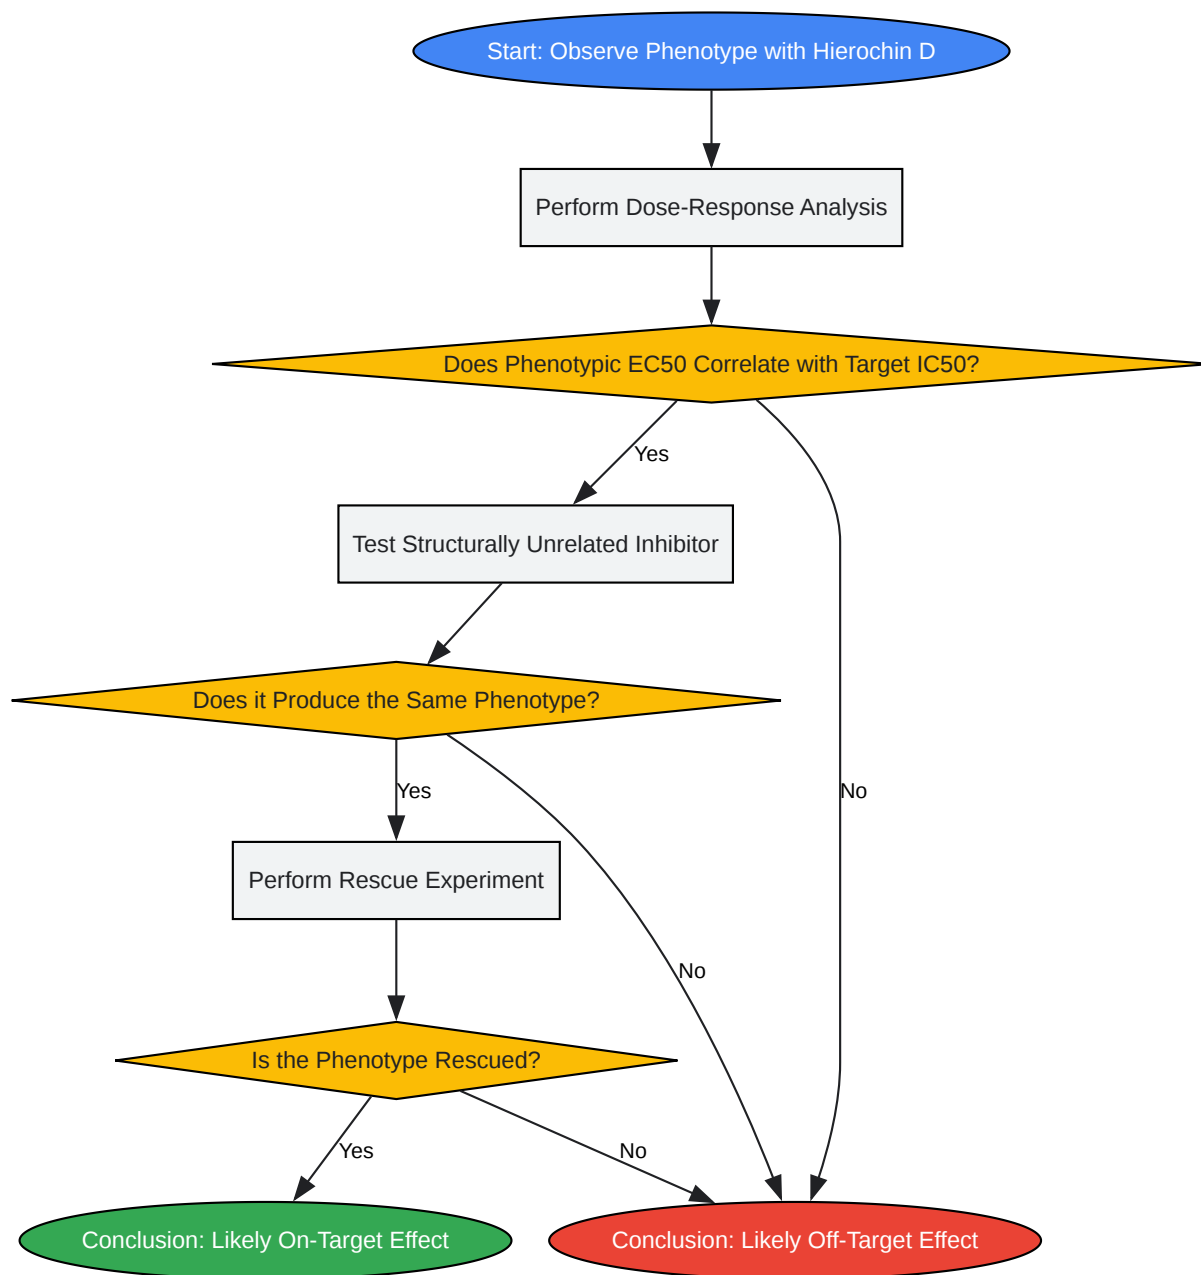 Start: Observe Phenotype with Hierochin D
Perform Dose-Response Analysis
Does Phenotypic EC50 Correlate with Target IC50?
Yes
Test Structurally Unrelated Inhibitor
Does it Produce the Same Phenotype?
Yes
No
Perform Rescue Experiment
No
Is the Phenotype Rescued?
Yes
No
Conclusion: Likely On-Target Effect
Conclusion: Likely Off-Target Effect